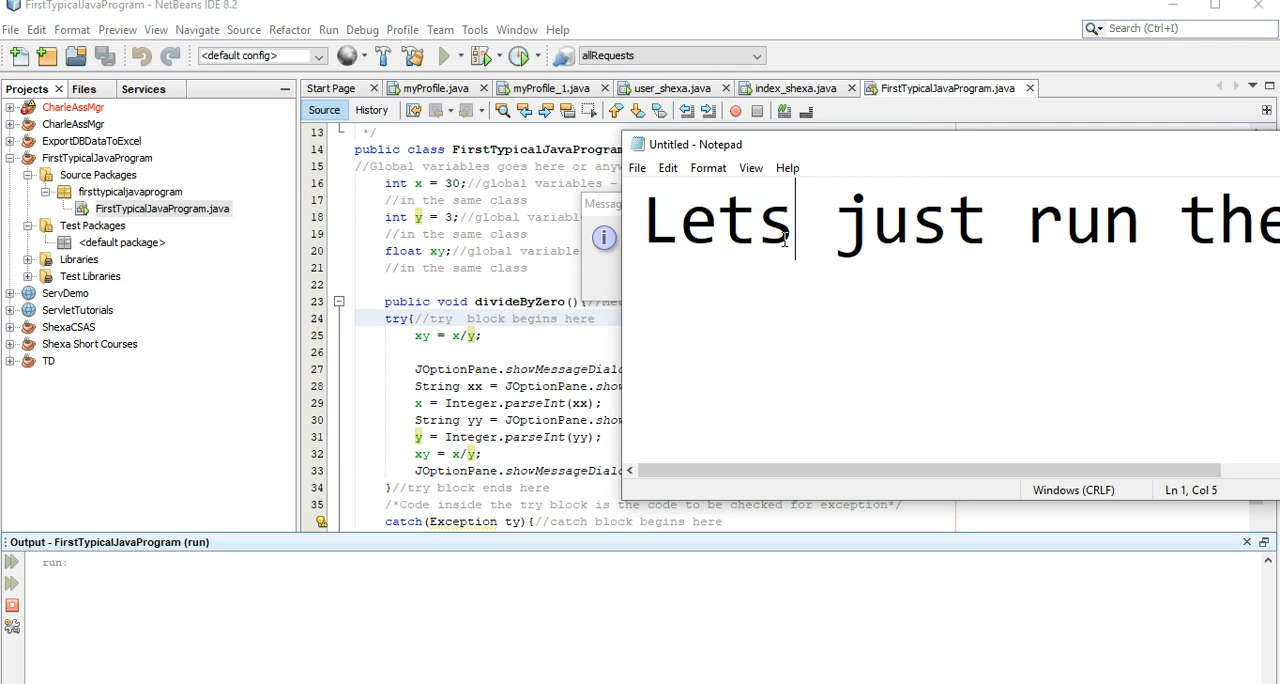 FirstTypicalJavaProgram - NetBeans IDE 8.2
File Edit Format Preview View Navigate Source Refactor Run Debug Profile Team Tools Window Help
Search (Ctrl+I)
<default config>
allRequests
Projects Files Services
Start Page myProfile.java myProfile_1.java user_shexa.java index_shexa.java FirstTypicalJavaProgram.java
Source History
CharleAssMgr
CharleAssMgr
ExportDBDataToExcel
FirstTypicalJavaProgram
Source Packages
firsttypicaljavaprogram
FirstTypicalJavaProgram.java
Test Packages
<default package>
Libraries
Test Libraries
ServDemo
ServletTutorials
ShexaCSAS
Shexa Short Courses
TD
13 */
14 public class FirstTypicalJavaProgram
15 //Global variables goes here or any
16 int x = 30;//global variables -
17 //in the same class
18 int y = 3;//global variabl
19 //in the same class
20 float xy;//global variable
21 //in the same class
22
23 public void divideByZero(){//Me
24 try{//try block begins here
25 xy = x/y;
26
27 JOptionPane.showMessageDialo
28 String xx = JOptionPane.show
29 x = Integer.parseInt(xx);
30 String yy = JOptionPane.show
31 y = Integer.parseInt(yy);
32 xy = x/y;
33 JOptionPane.showMessageDialo
34 }//try block ends here
35 /*Code inside the try block is the code to be checked for exception*/
catch(Exception ty){//catch block begins here
Messag
Untitled - Notepad
File Edit Format View Help
Lets just run the
Windows (CRLF) Ln 1, Col 5
Output - FirstTypicalJavaProgram (run)
run: